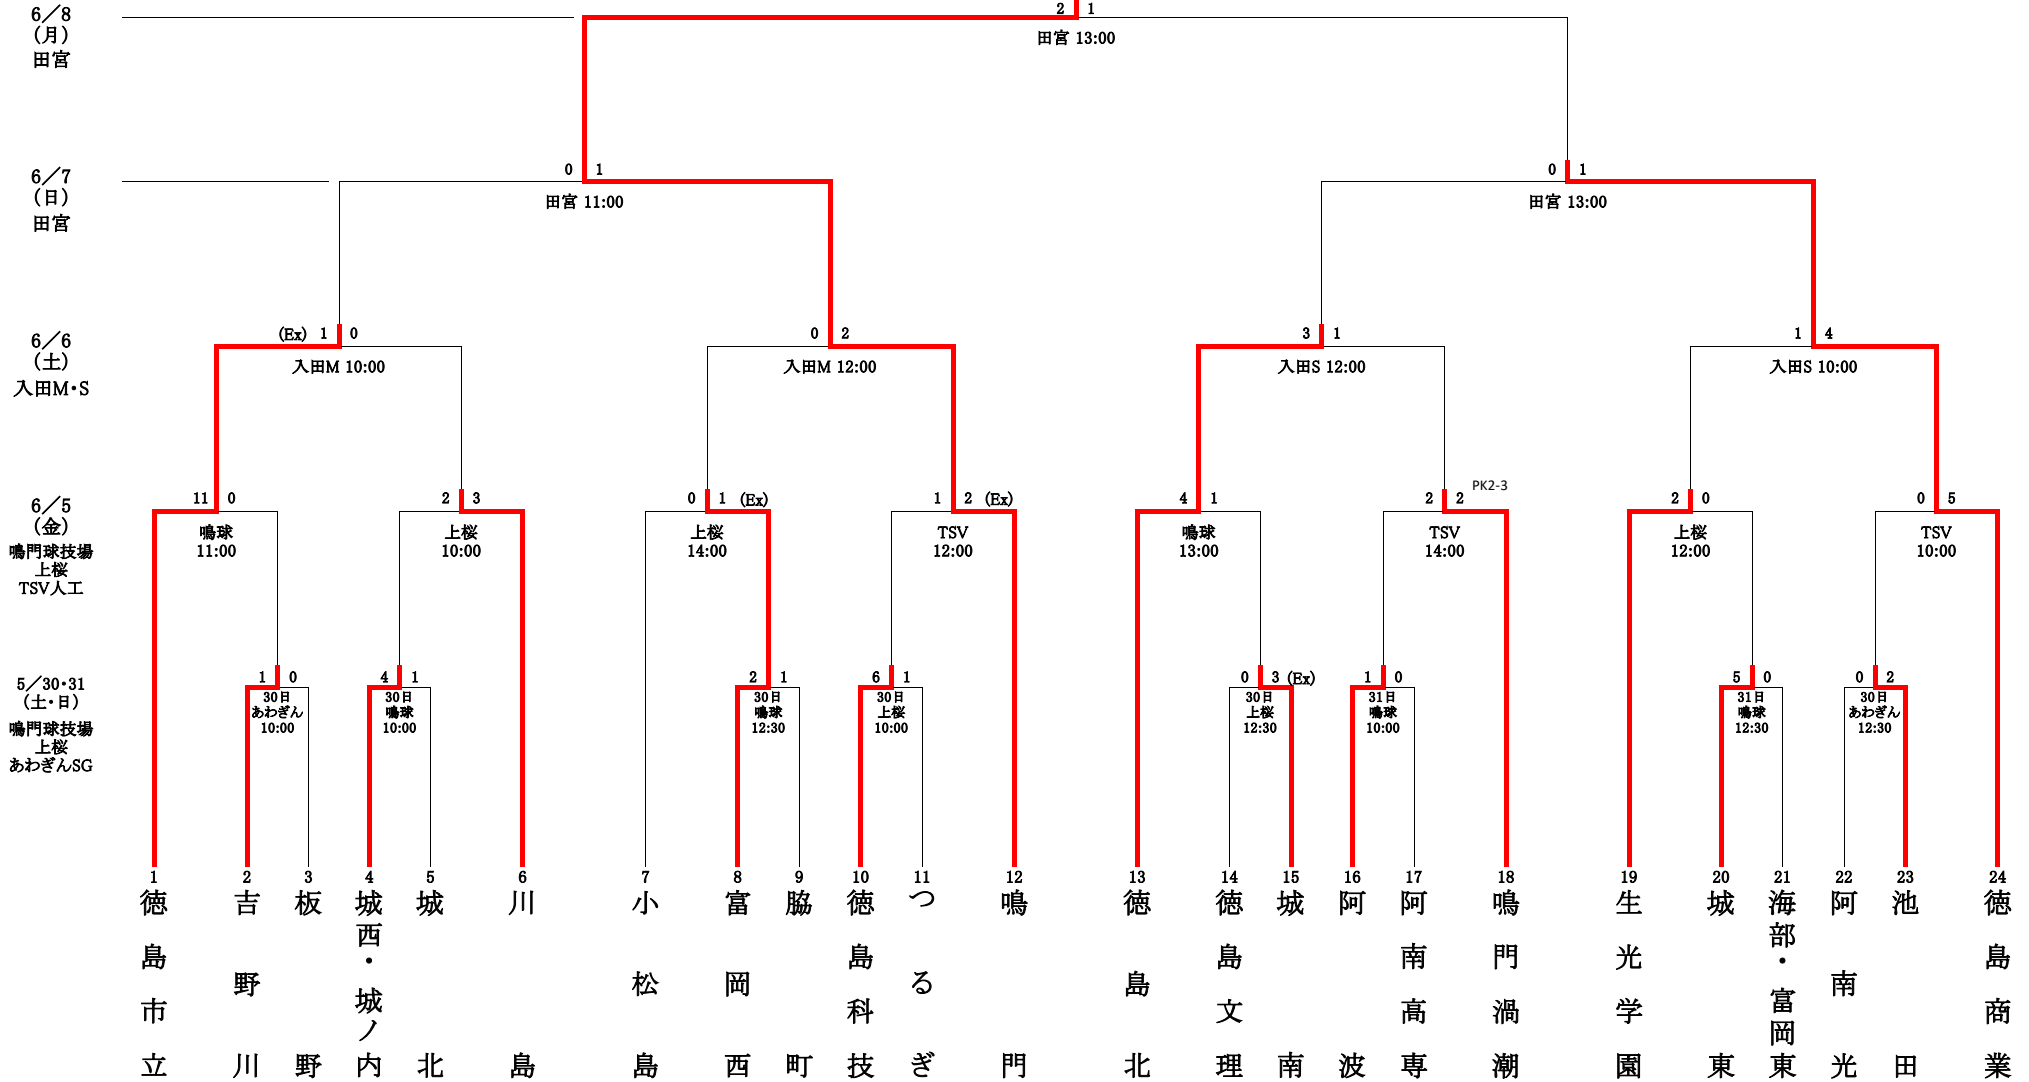 6／8
（月）
田宮
2 1
田宮 13:00
6／7
（日）
田宮
0 1
田宮 11:00
0 1
田宮 13:00
6／6
（土）
入田M・S
(Ex) 1 0
入田M 10:00
0 2
入田M 12:00
3 1
入田S 12:00
1 4
入田S 10:00
6／5
（金）
鳴門球技場
上桜
TSV人工
11 0
鳴球
11:00
2 3
上桜
10:00
0 1 (Ex)
上桜
14:00
1 2 (Ex)
TSV
12:00
4 1
鳴球
13:00
2 2 PK2-3
TSV
14:00
2 0
上桜
12:00
0 5
TSV
10:00
5／30・31
（土・日）
鳴門球技場
上桜
あわぎんSG
1 0
30日
あわぎん
10:00
4 1
30日
鳴球
10:00
2 1
30日
鳴球
12:30
6 1
30日
上桜
10:00
0 3 (Ex)
30日
上桜
12:30
1 0
31日
鳴球
10:00
5 0
31日
鳴球
12:30
0 2
30日
あわぎん
12:30
1
徳島市立
2
吉野川
3
板野
4
城西・城ノ内
5
城北
6
川島
7
小松島
8
富岡西
9
脇町
10
徳島科技
11
つるぎ
12
鳴門
13
徳島北
14
徳島文理
15
城南
16
阿波
17
阿南高専
18
鳴門渦潮
19
生光学園
20
城東
21
海部・富岡東
22
阿南光
23
池田
24
徳島商業